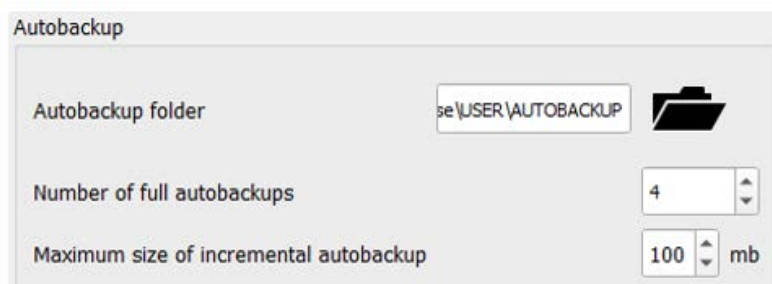 Autobackup
Autobackup folder se\USER\AUTOBACKUP
Number of full autobackups 4
Maximum size of incremental autobackup 100 mb